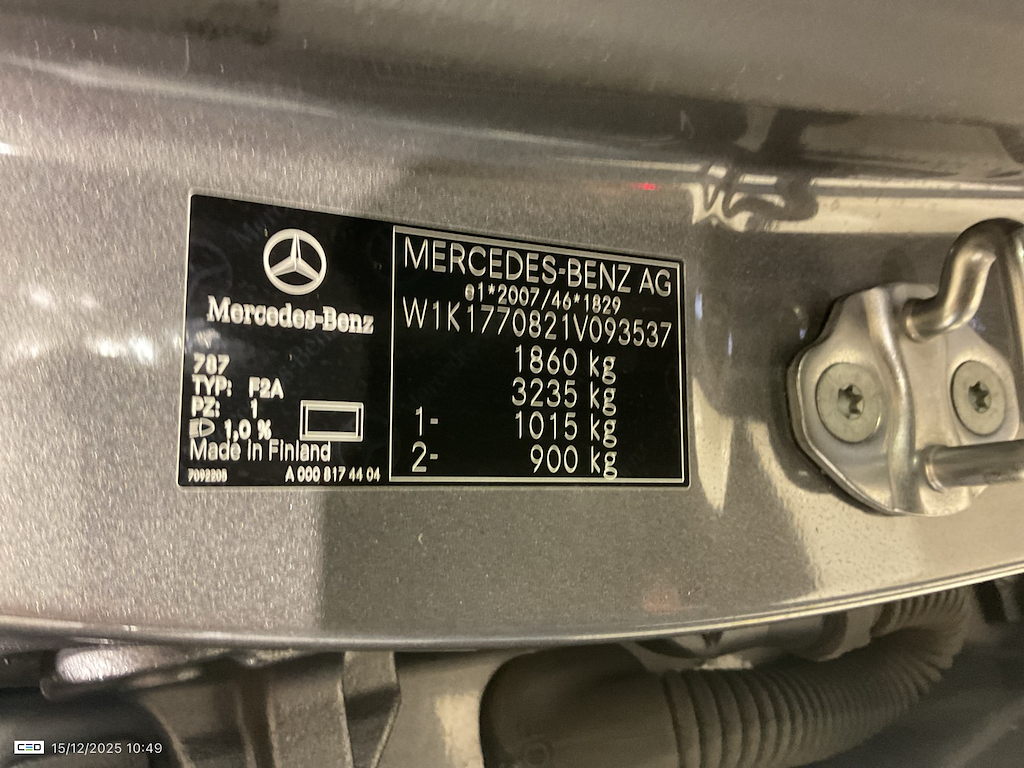 Mercedes-Benz
787
TYP: F2A
PZ: 1
1,0 %
Made in Finland
7092205
A 000 817 44 04
MERCEDES-BENZ AG
e1*2007/46*1829
W1K1770821V093537
1860 kg
3235 kg
1- 1015 kg
2- 900 kg
CEO 15/12/2025 10:49